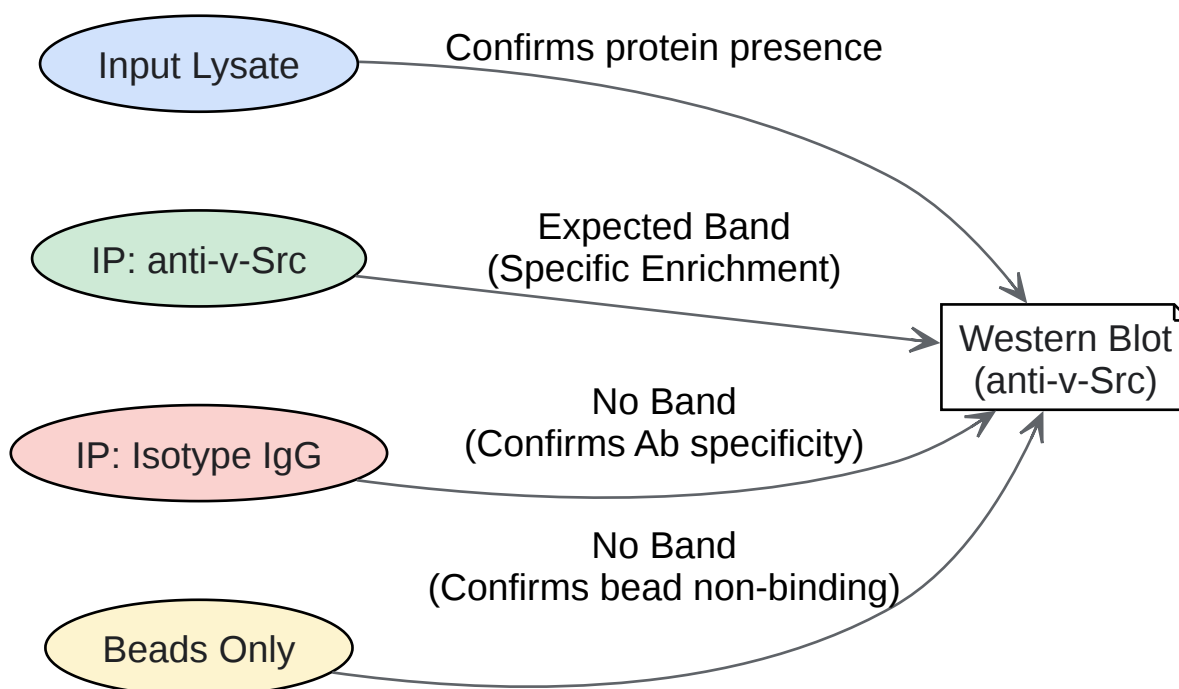 Input Lysate
Confirms protein presence
IP: anti-v-Src
Expected Band
(Specific Enrichment)
Western Blot
(anti-v-Src)
IP: Isotype IgG
No Band
(Confirms Ab specificity)
No Band
(Confirms bead non-binding)
Beads Only